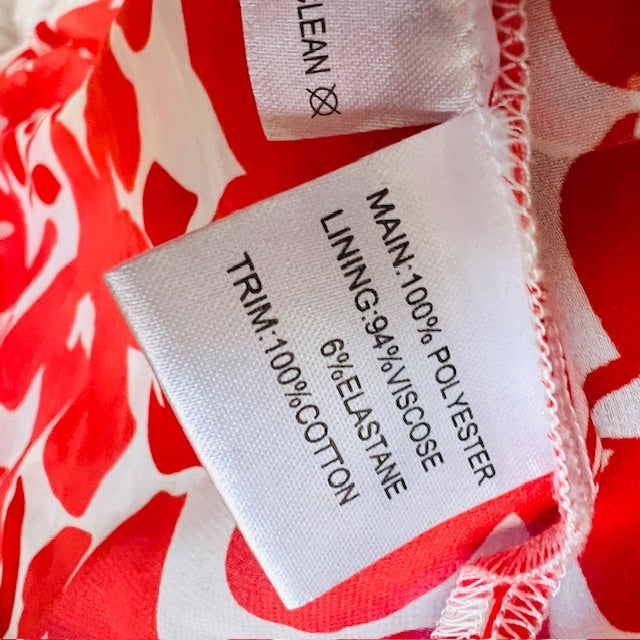 CLEAN
MAIN:100% POLYESTER
LINING:94%VISCOSE
6%ELASTANE
TRIM:100%COTTON